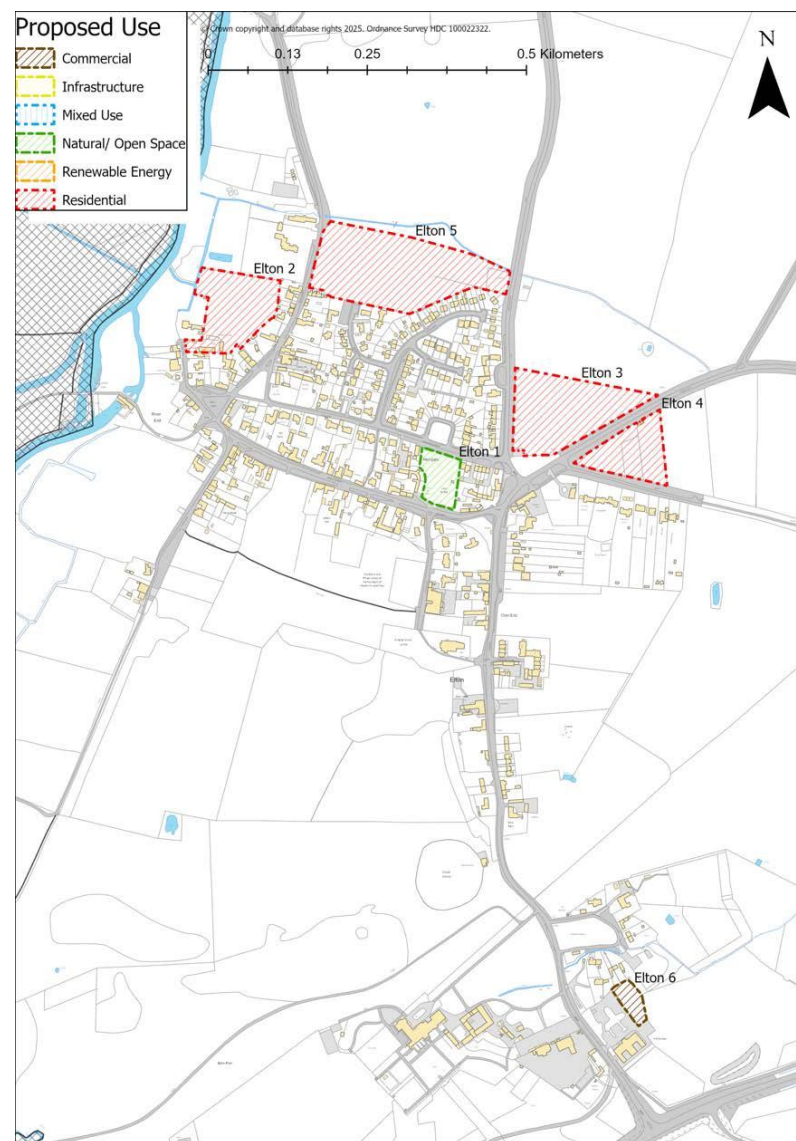 Proposed Use
Commercial
Infrastructure
Mixed Use
Natural/ Open Space
Renewable Energy
Residential
Crown copyright and database rights 2025. Ordnance Survey HDC 100022322.
0 0.13 0.25 0.5 Kilometers
N
Elton 5
Elton 2
Elton 3
Elton 4
Elton 1
Elton
Elton 6